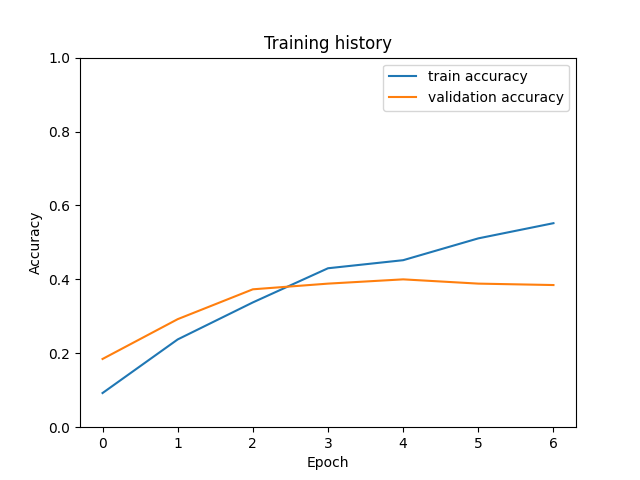 Training history
train accuracy
validation accuracy
1.0
0.8
0.6
0.4
0.2
0.0
Accuracy
0 1 2 3 4 5 6
Epoch